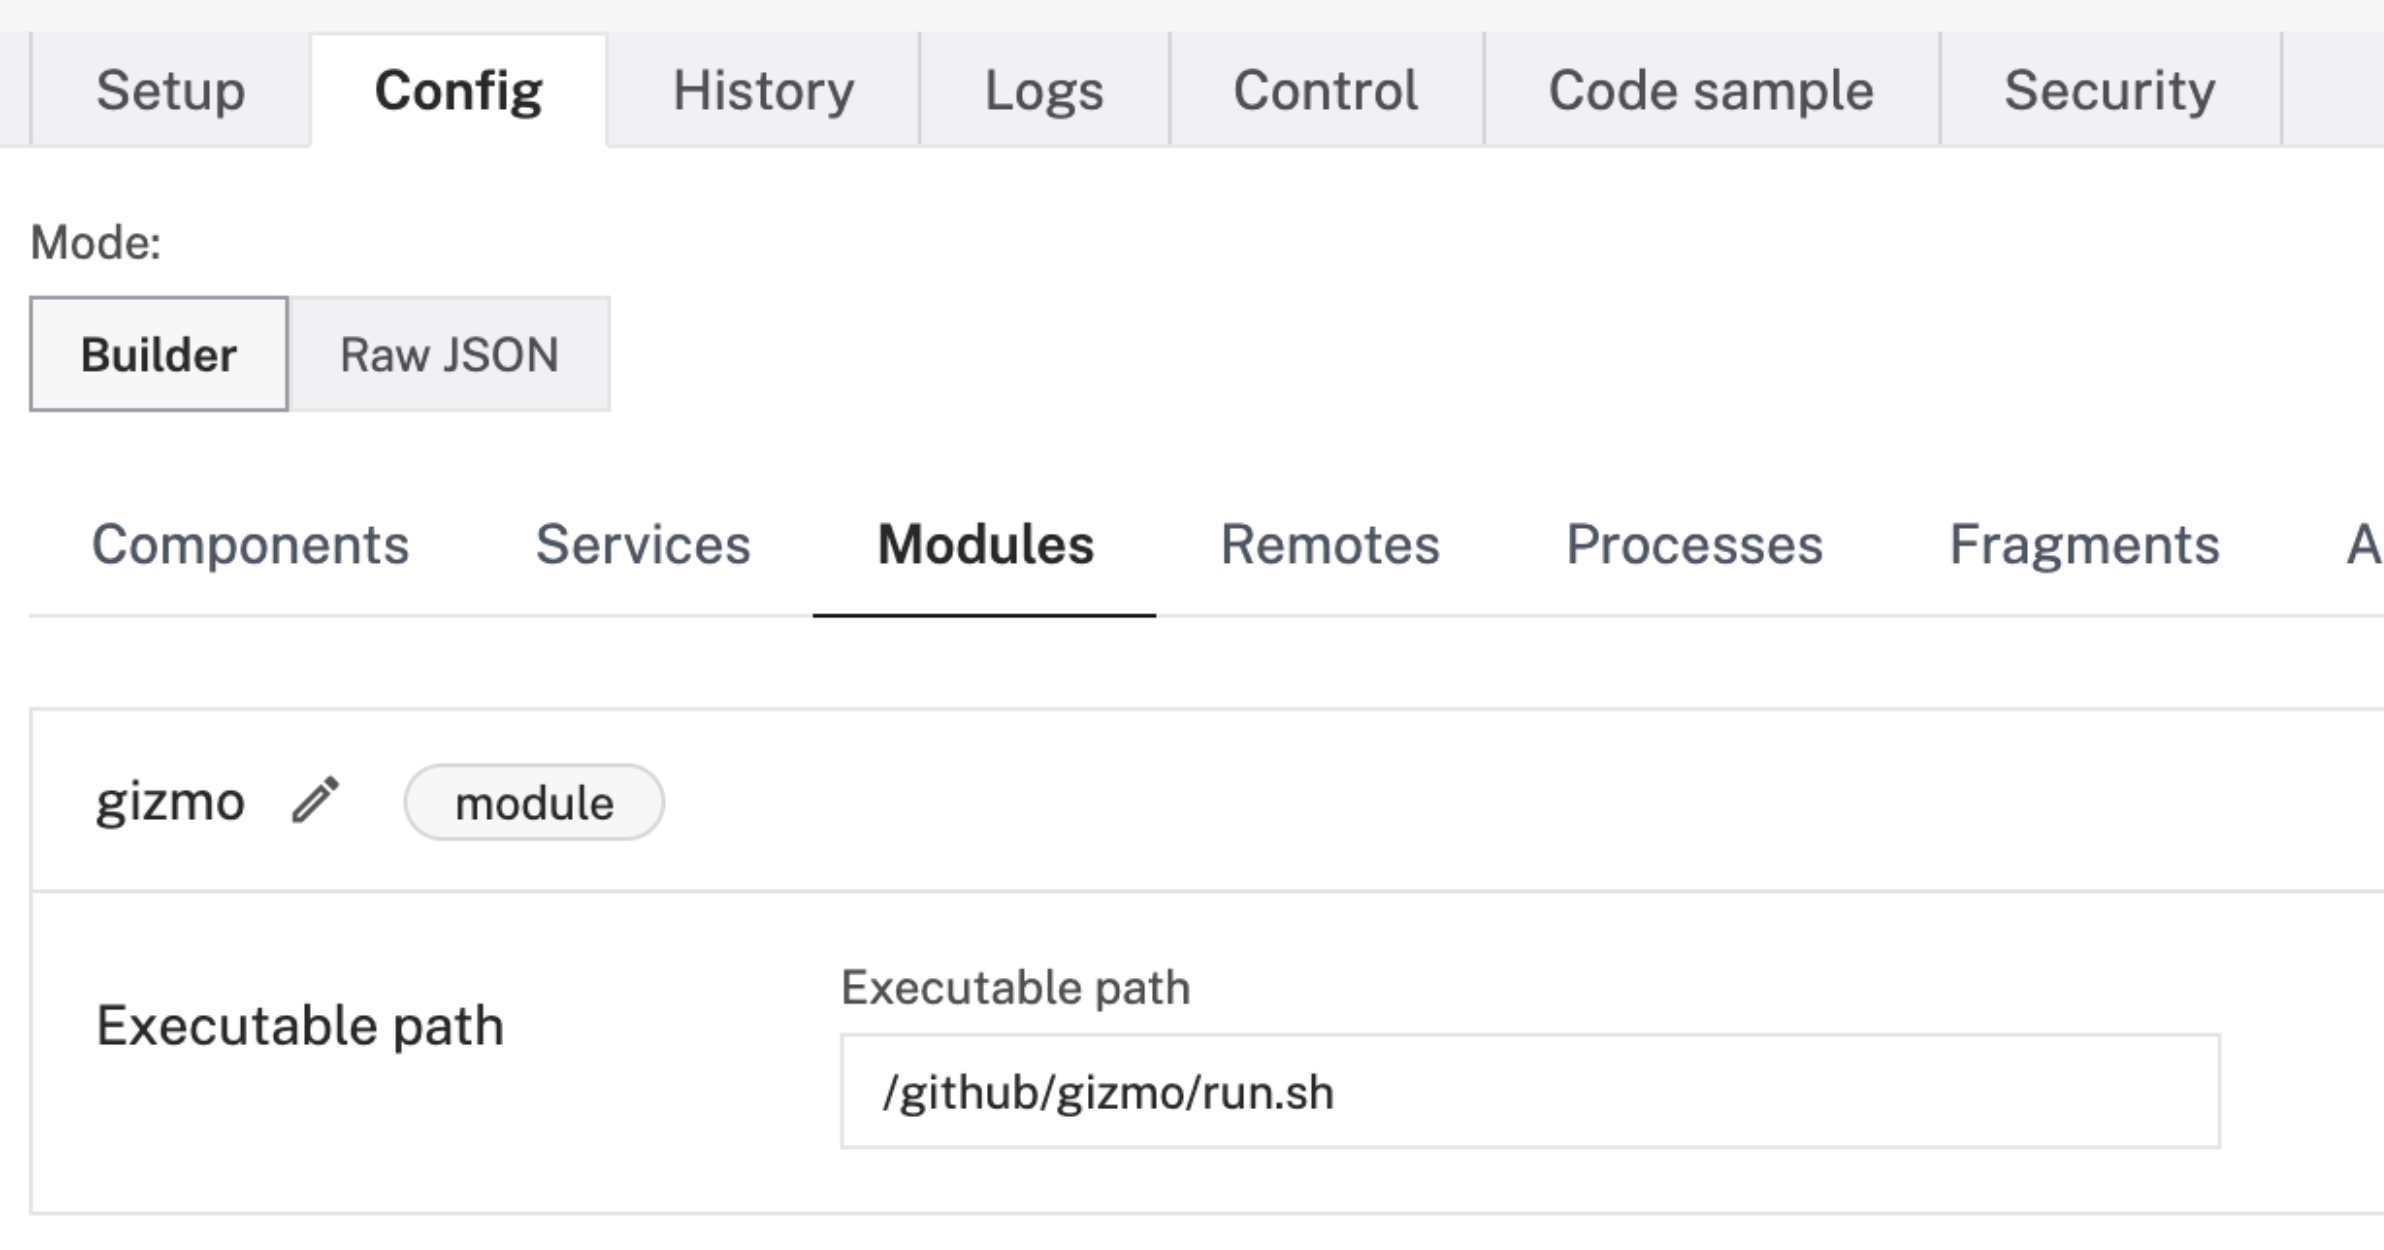 Setup Config History Logs Control Code sample Security
Mode:
Builder Raw JSON
Components Services Modules Remotes Processes Fragments A
gizmo module
Executable path
Executable path
/github/gizmo/run.sh